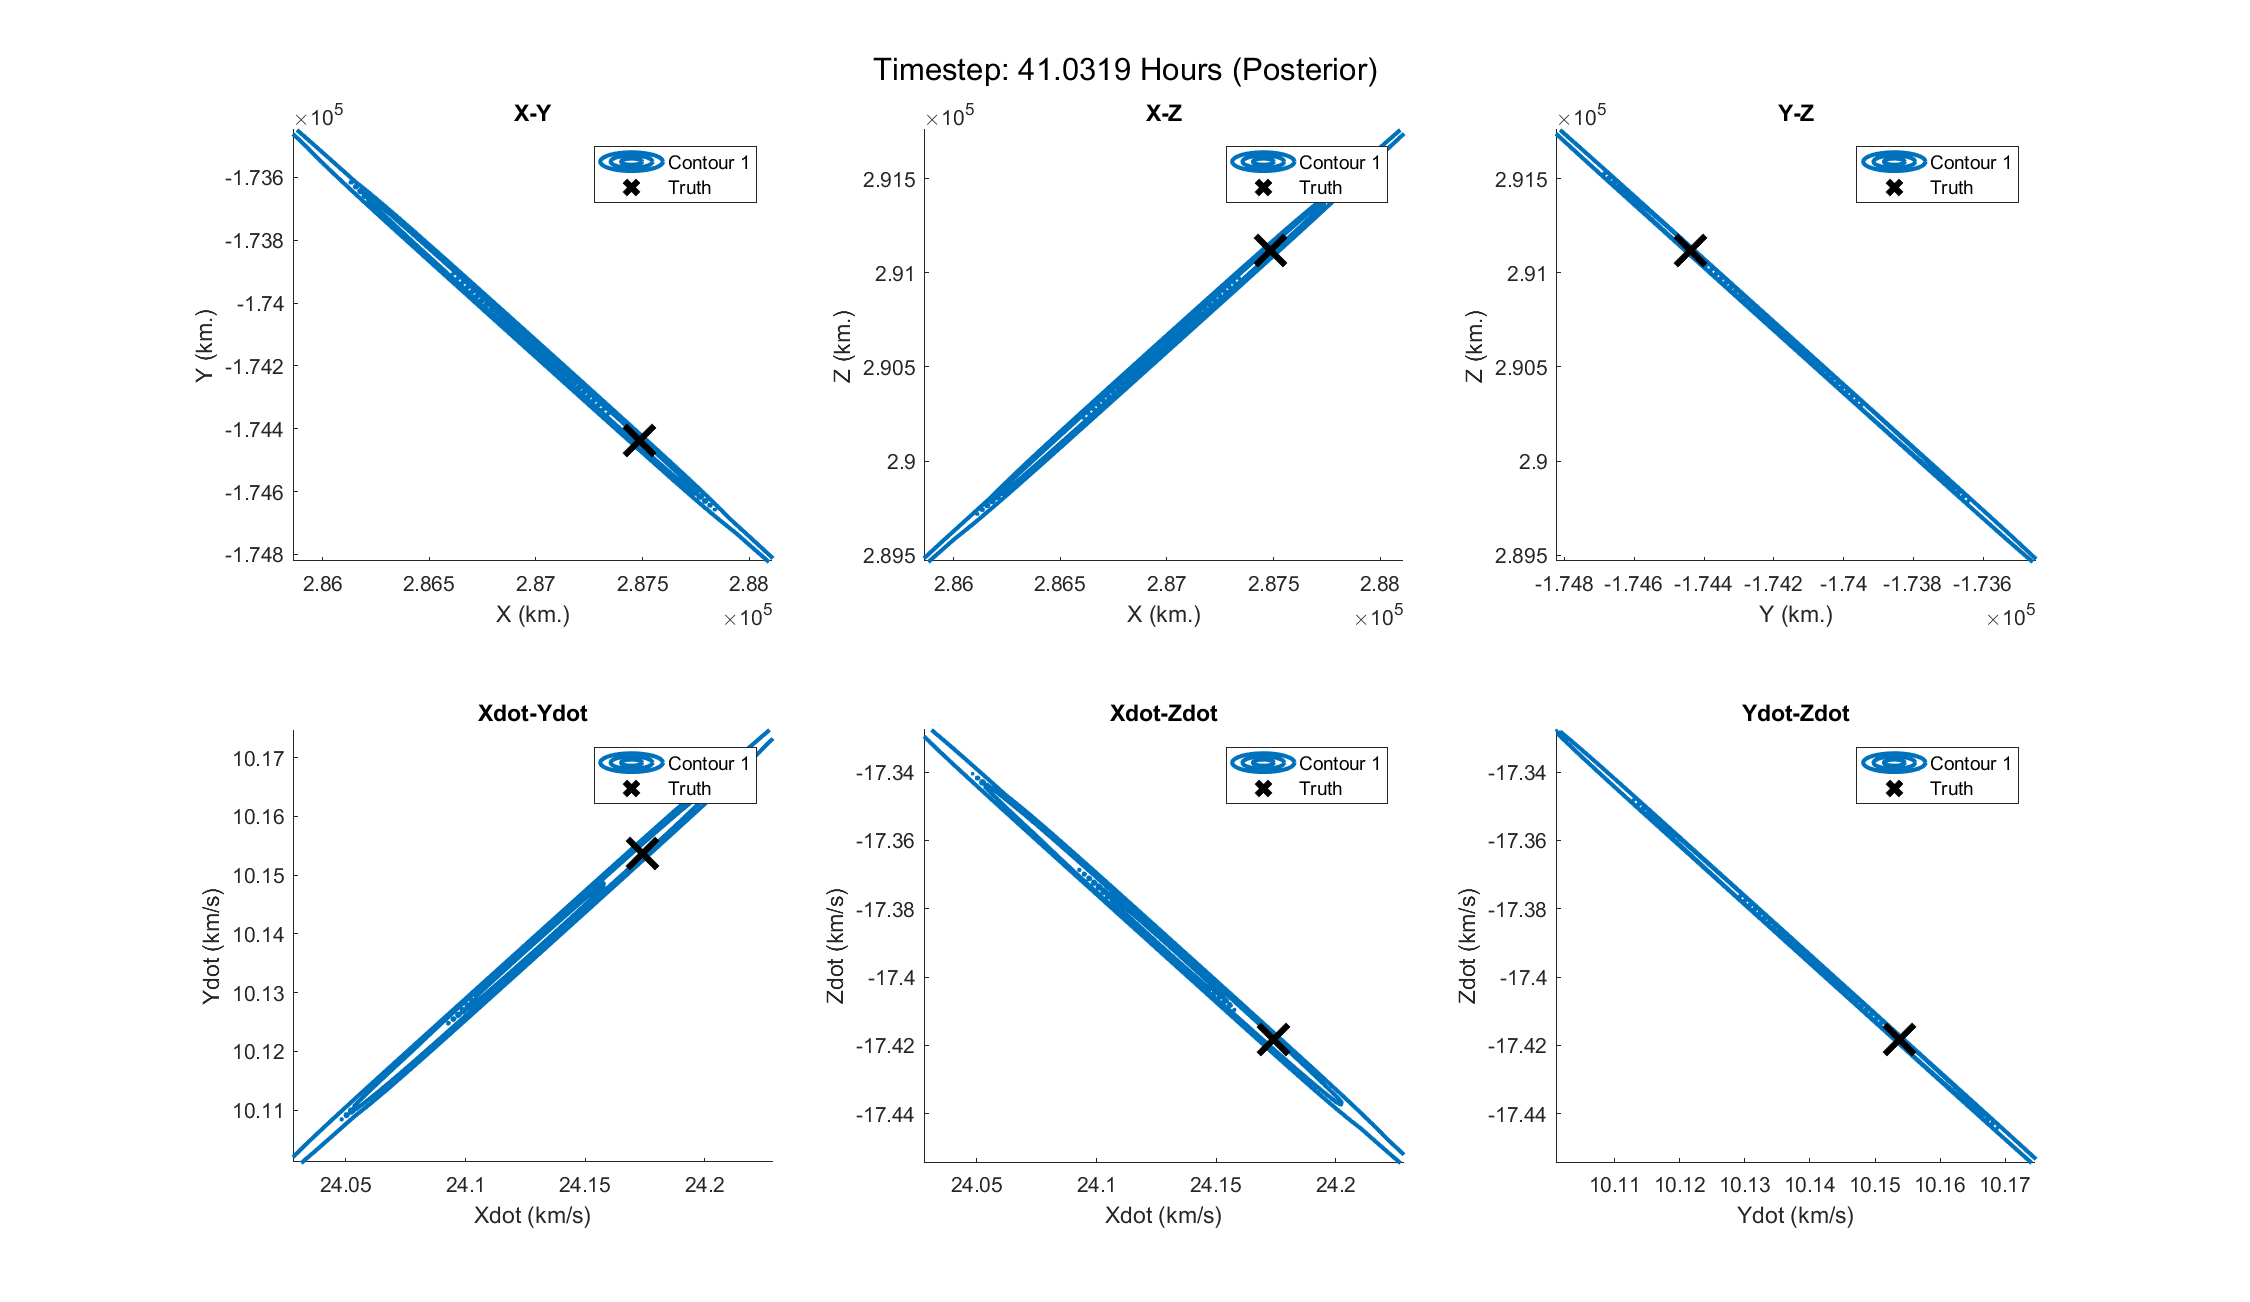 Timestep: 41.0319 Hours (Posterior)
X-Y
×10^5
-1.736
-1.738
-1.74
-1.742
-1.744
-1.746
-1.748
Y (km.)
2.86 2.865 2.87 2.875 2.88
X (km.)
×10^5
Contour 1
Truth
X-Z
×10^5
2.915
2.91
2.905
2.9
2.895
Z (km.)
2.86 2.865 2.87 2.875 2.88
X (km.)
×10^5
Contour 1
Truth
Y-Z
×10^5
2.915
2.91
2.905
2.9
2.895
Z (km.)
-1.748 -1.746 -1.744 -1.742 -1.74 -1.738 -1.736
Y (km.)
×10^5
Contour 1
Truth
Xdot-Ydot
10.17
10.16
10.15
10.14
10.13
10.12
10.11
Ydot (km/s)
24.05 24.1 24.15 24.2
Xdot (km/s)
Contour 1
Truth
Xdot-Zdot
-17.34
-17.36
-17.38
-17.4
-17.42
-17.44
Zdot (km/s)
24.05 24.1 24.15 24.2
Xdot (km/s)
Contour 1
Truth
Ydot-Zdot
-17.34
-17.36
-17.38
-17.4
-17.42
-17.44
Zdot (km/s)
10.11 10.12 10.13 10.14 10.15 10.16 10.17
Ydot (km/s)
Contour 1
Truth